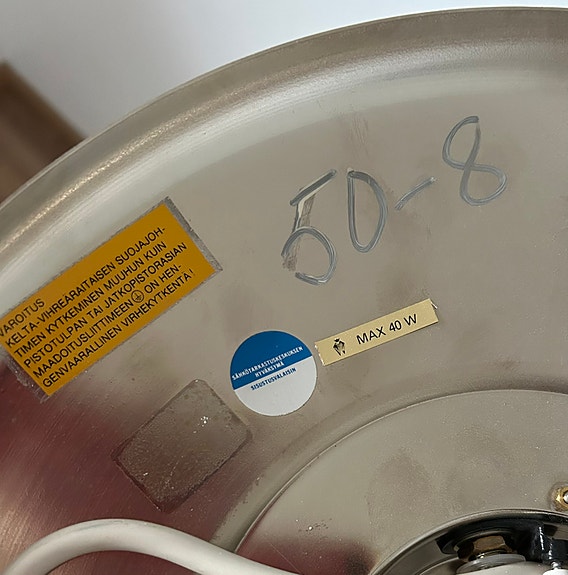 50-8
VAROITUS
KELTA-VIHREARAITAISEN SUOJAJOH-
TIMEN KYTKEMINEN MUUHUN KUIN
PISTOTULPAN TAI JATKOPISTORASIAN
MAADOITUSLIITTIMEEN ON HEN-
GENVAARALLINEN VIRHEKYTKENTÄ!
SÄHKÖTARKASTUSKESKUKSEN
HYVÄKSYMÄ
SISUSTUSVALAISIN
MAX 40 W